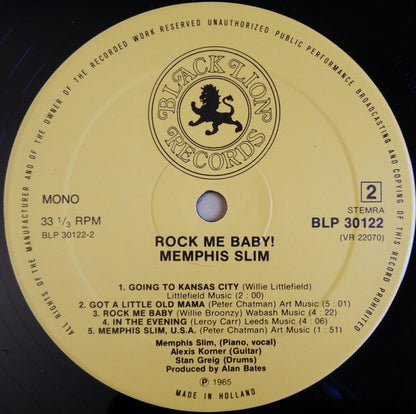 ALL RIGHTS OF THE MANUFACTURER AND OF THE OWNER OF THE RECORDED WORK RESERVED UNAUTHORIZED PUBLIC PERFORMANCE BROADCASTING AND COPYING OF THIS RECORD PROHIBITED
BLACK LION
RECORDS
MONO
33 1/3 RPM
BLP 30122-2
2
STEMRA
BLP 30122
(VR 22070)
ROCK ME BABY!
MEMPHIS SLIM
1. GOING TO KANSAS CITY (Willie Littlefield)
Littlefield Music (2 : 00)
2. GOT A LITTLE OLD MAMA (Peter Chatman) Art Music (5 : 01)
3. ROCK ME BABY (Willie Broonzy) Wabash Music (4 : 22)
4. IN THE EVENING (Leroy Carr) Leeds Music (4 : 06)
5. MEMPHIS SLIM, U.S.A. (Peter Chatman) Art Music (1 : 51)
Memphis Slim, (Piano, vocal)
Alexis Korner (Guitar)
Stan Greig (Drums)
Produced by Alan Bates
℗ 1965
MADE IN HOLLAND